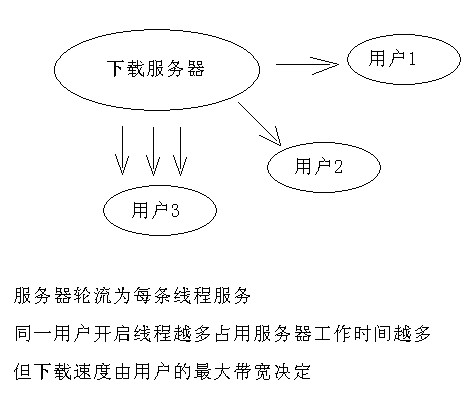 下载服务器
用户1
用户2
用户3
服务器轮流为每条线程服务
同一用户开启线程越多占用服务器工作时间越多
但下载速度由用户的最大带宽决定